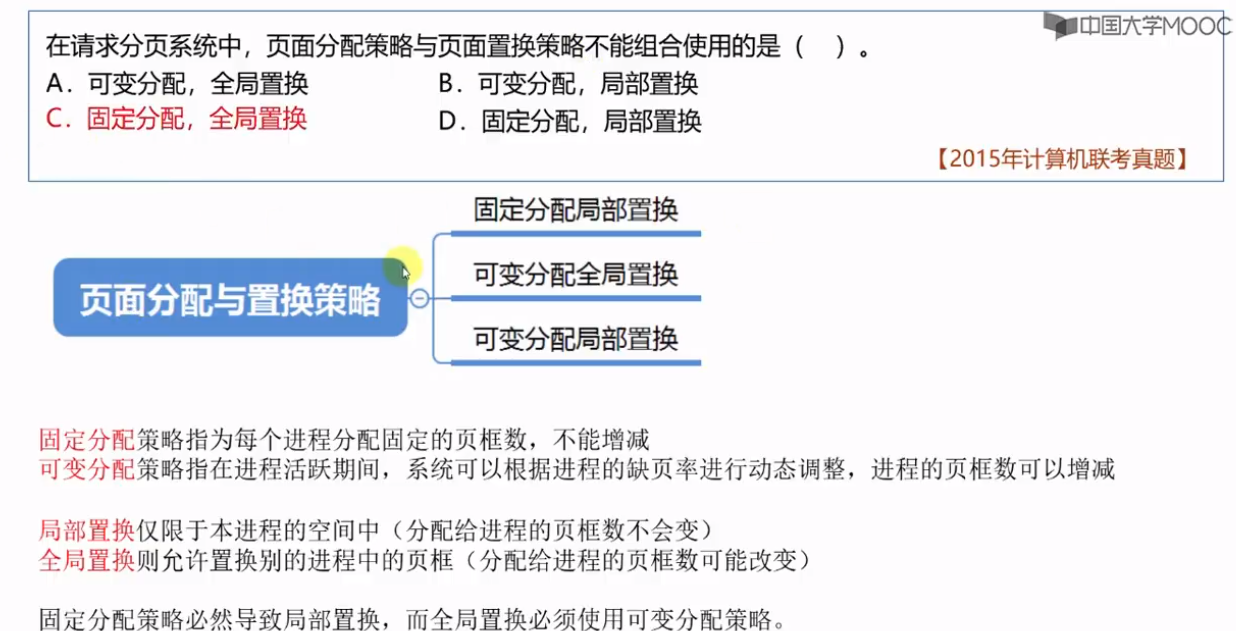 中国大学MOOC
在请求分页系统中，页面分配策略与页面置换策略不能组合使用的是（ ）。
A．可变分配，全局置换 B．可变分配，局部置换
C．固定分配，全局置换 D．固定分配，局部置换
【2015年计算机联考真题】
固定分配局部置换
可变分配全局置换
页面分配与置换策略
可变分配局部置换
固定分配策略指为每个进程分配固定的页框数，不能增减
可变分配策略指在进程活跃期间，系统可以根据进程的缺页率进行动态调整，进程的页框数可以增减
局部置换仅限于本进程的空间中（分配给进程的页框数不会变）
全局置换则允许置换别的进程中的页框（分配给进程的页框数可能改变）
固定分配策略必然导致局部置换，而全局置换必须使用可变分配策略。